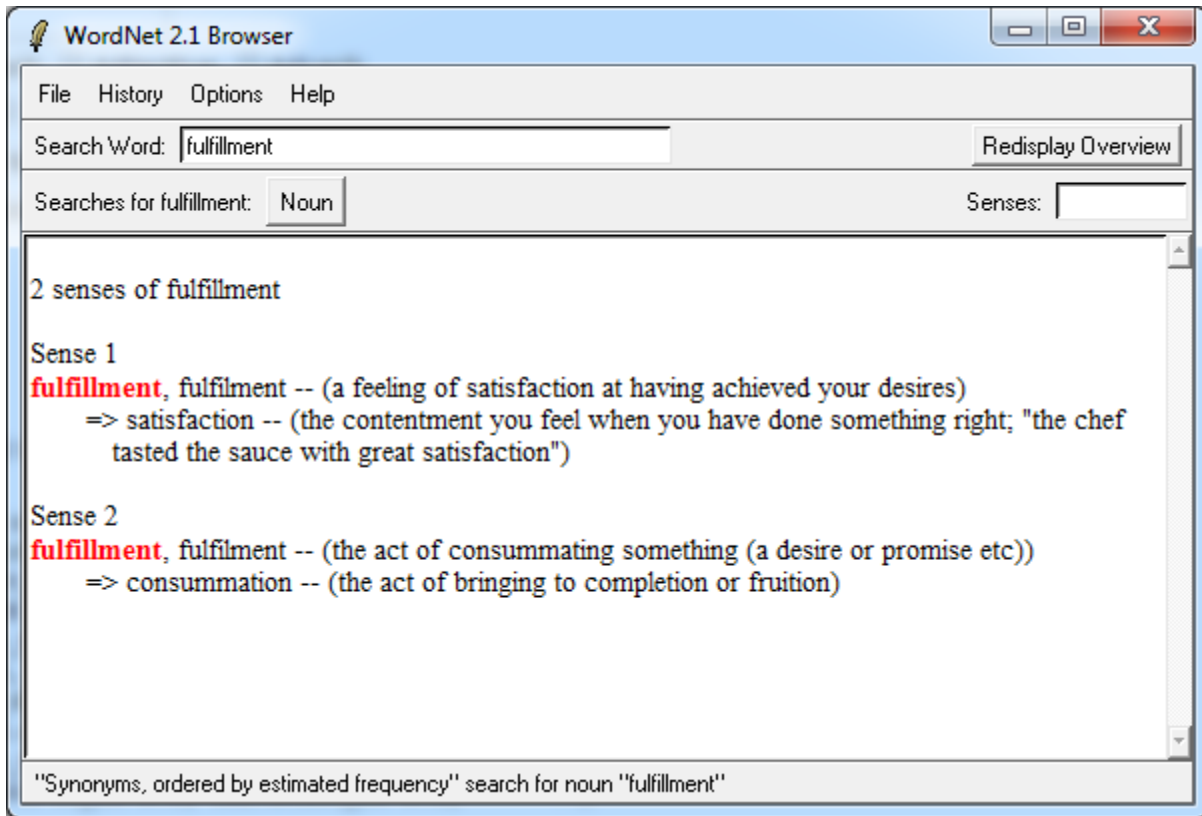 WordNet 2.1 Browser
File History Options Help
Search Word: fulfillment Redisplay Overview
Searches for fulfillment: Noun Senses:
2 senses of fulfillment
Sense 1
fulfillment, fulfilment -- (a feeling of satisfaction at having achieved your desires)
=> satisfaction -- (the contentment you feel when you have done something right; "the chef
tasted the sauce with great satisfaction")
Sense 2
fulfillment, fulfilment -- (the act of consummating something (a desire or promise etc))
=> consummation -- (the act of bringing to completion or fruition)
"Synonyms, ordered by estimated frequency" search for noun "fulfillment"